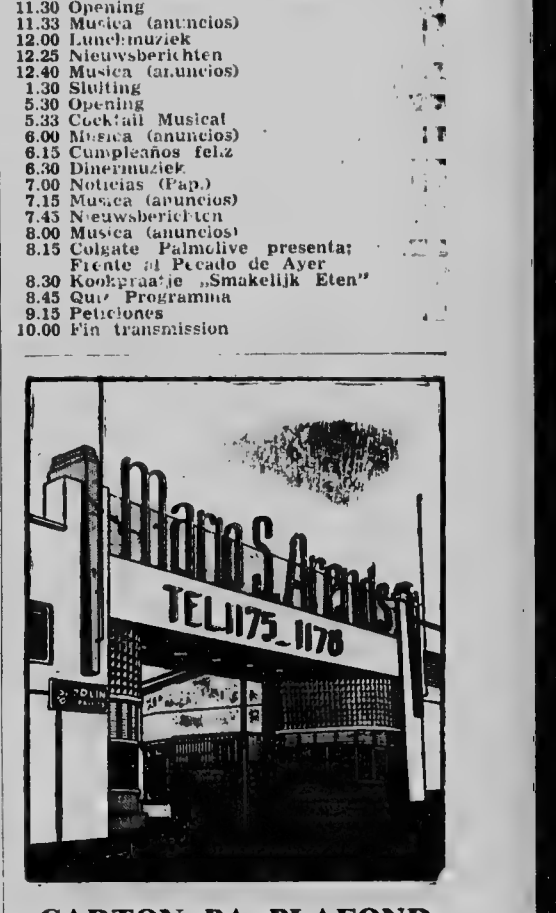 11.30 Opening
11.33 Musica (anuncios)
12.00 Lunchmuziek
12.25 Nieuwsberichten
12.40 Musica (anuncios)
1.30 Sluiting
5.30 Opening
5.33 Cocktail Musical
6.00 Musica (anuncios)
6.15 Cumpleaños feliz
6.30 Dinermuziek
7.00 Noticias (Pap.)
7.15 Musica (anuncios)
7.45 Nieuwsberichten
8.00 Musica (anuncios)
8.15 Colgate Palmolive presenta;
Frente al Pecado de Ayer
8.30 Kookpraatje „Smakelijk Eten”
8.45 Quiz Programma
9.15 Peticiones
10.00 Fin transmission
Mario S. Arends
TEL. 1175_1176
CARTON PA PLAFOND